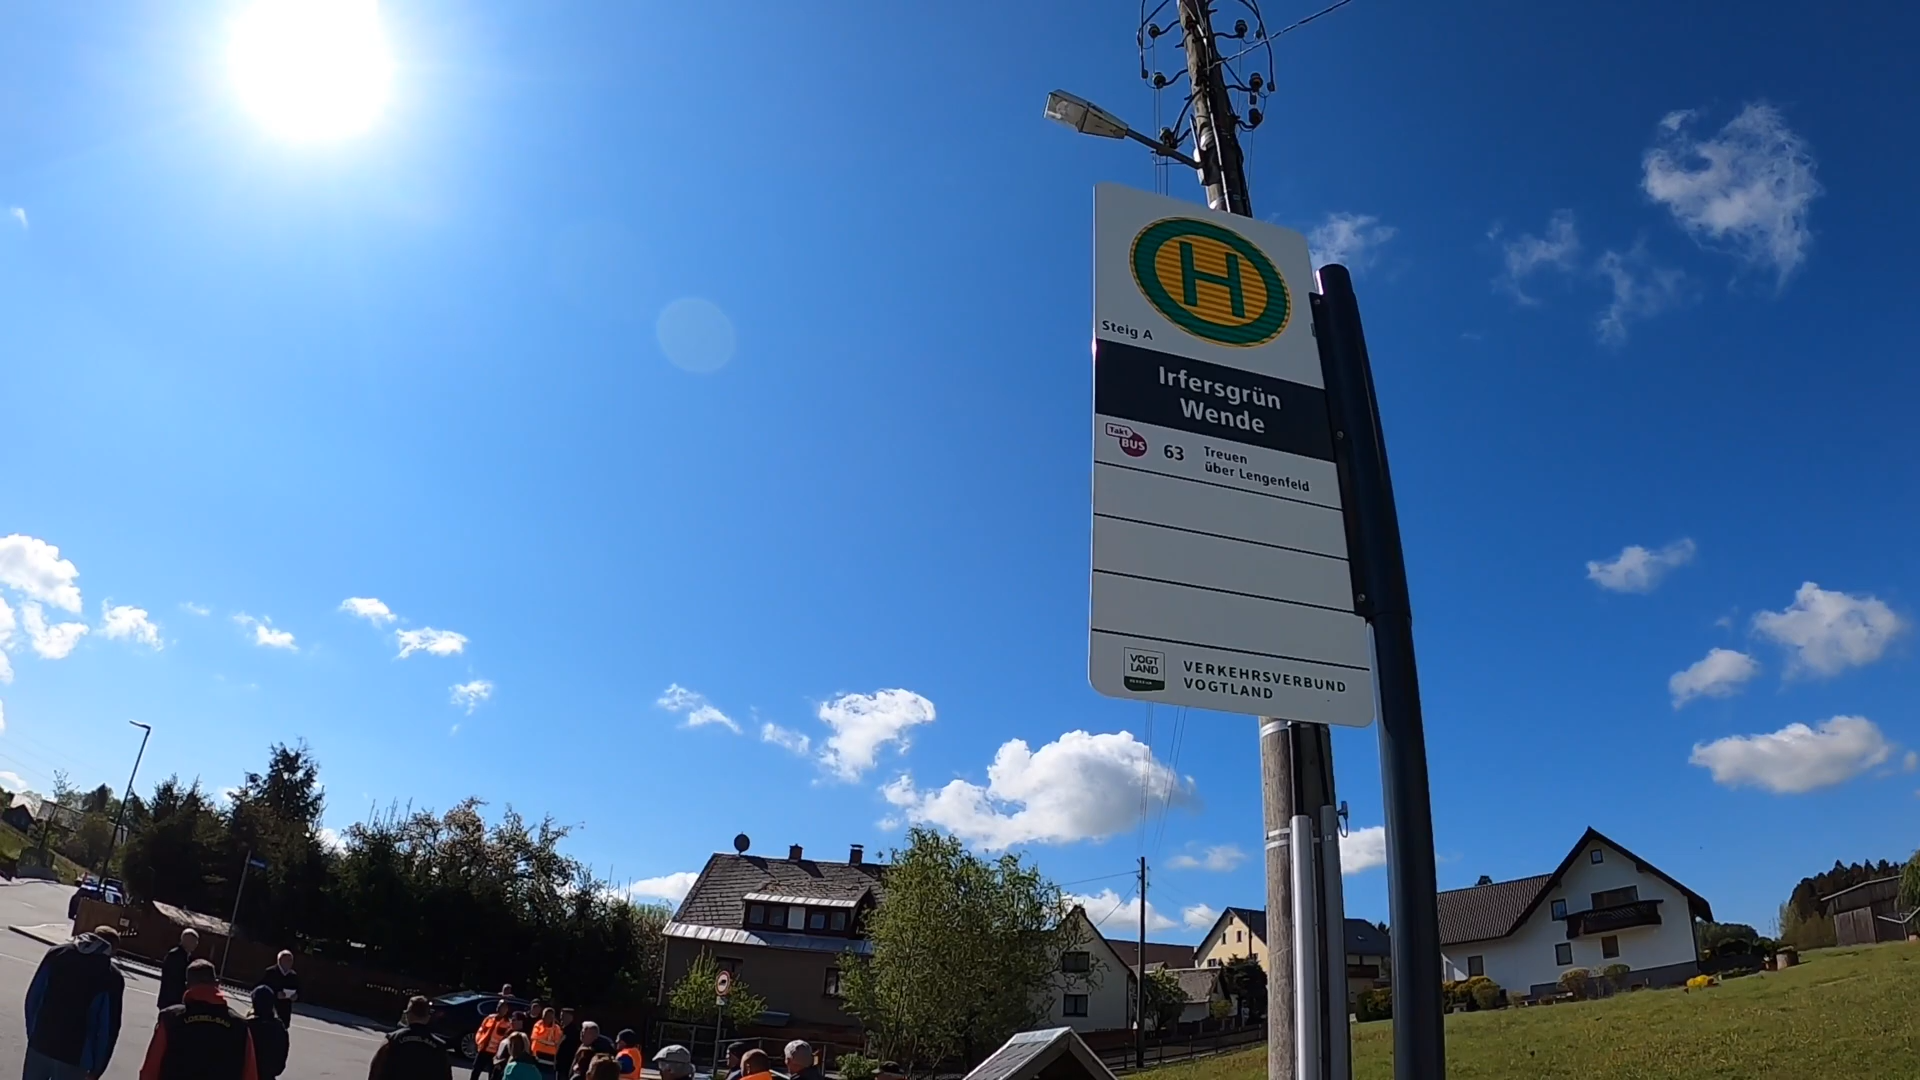 H
Steig A
Irfersgrün
Wende
Takt
BUS
63
Treuen
über Lengenfeld
VOGT
LAND
VERKEHRSVERBUND
VOGTLAND